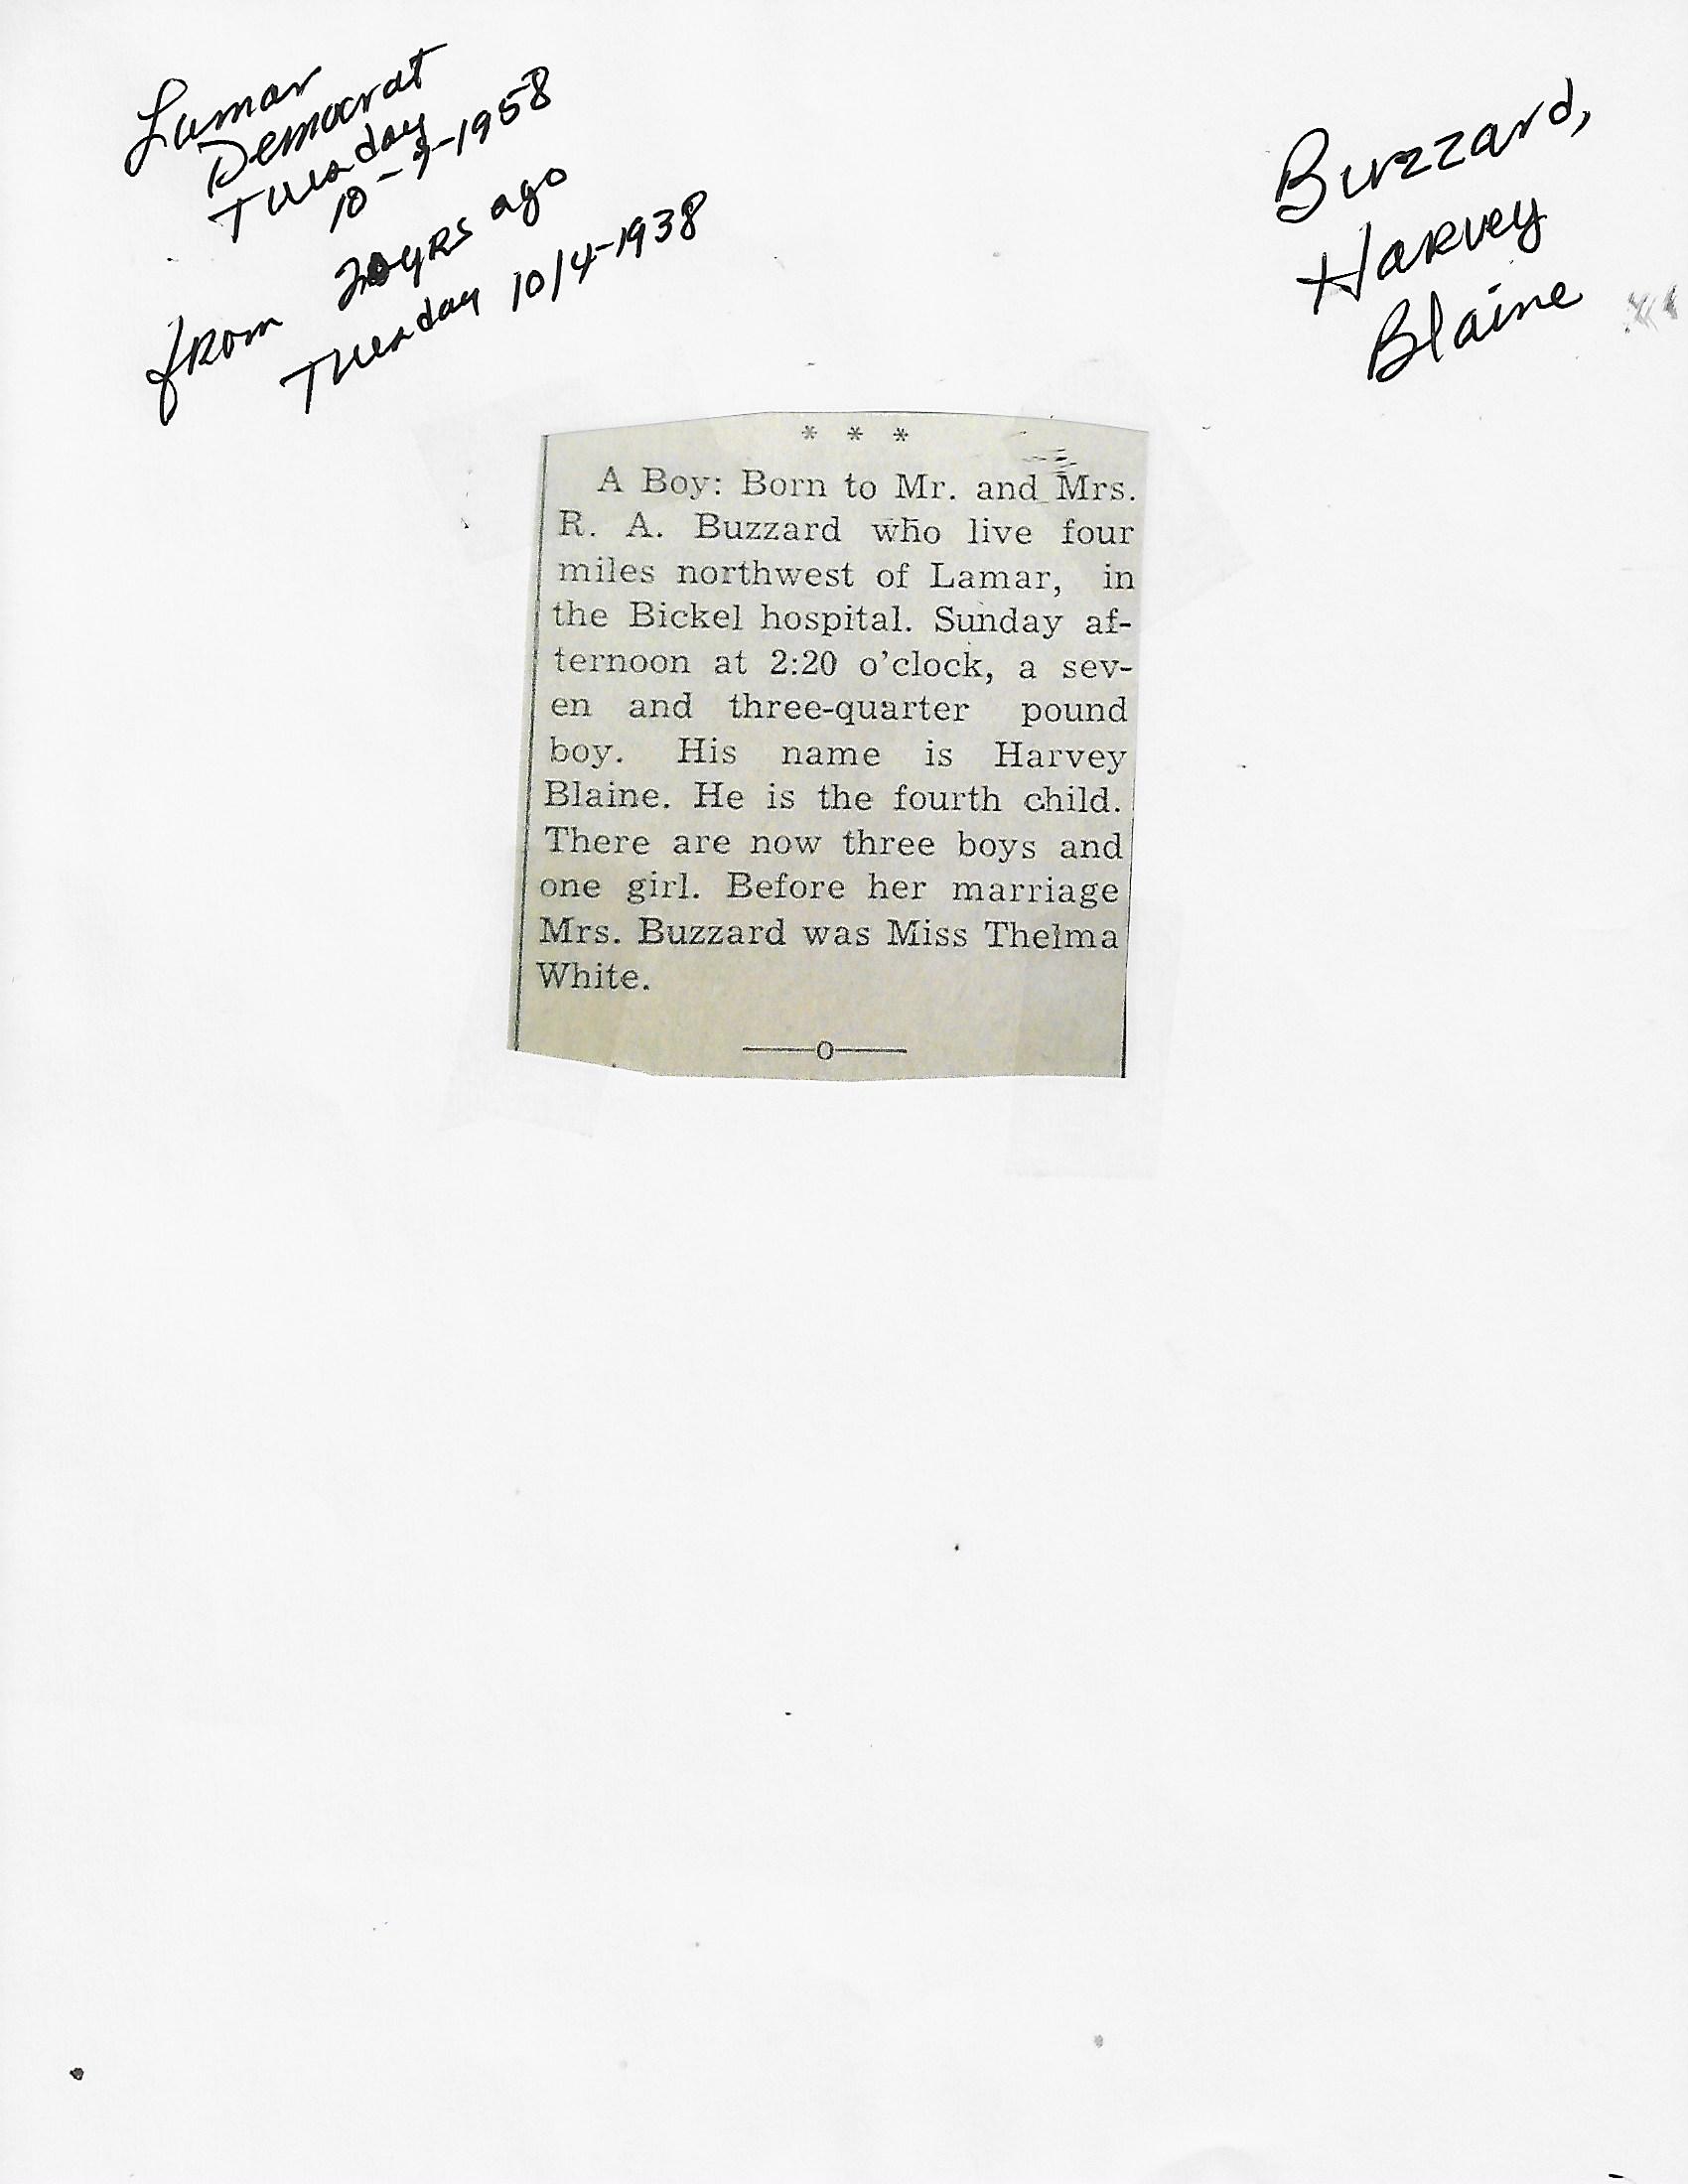 Lamar
Democrat
Tuesday
10-7-1958
from 20yRs ago
Tuesday 10/4-1938
Buzzard,
Harvey
Blaine
* * *
A Boy: Born to Mr. and Mrs.
R. A. Buzzard who live four
miles northwest of Lamar, in
the Bickel hospital. Sunday af-
ternoon at 2:20 o'clock, a sev-
en and three-quarter pound
boy. His name is Harvey
Blaine. He is the fourth child.
There are now three boys and
one girl. Before her marriage
Mrs. Buzzard was Miss Thelma
White.
o